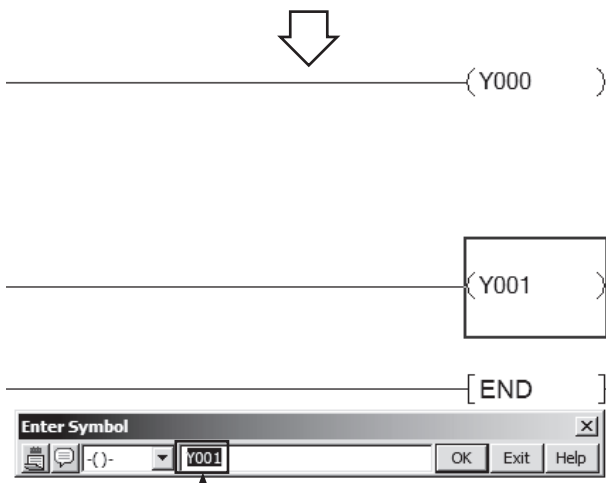 Y000
Y001
END
Enter Symbol
-( )- Y001 OK Exit Help